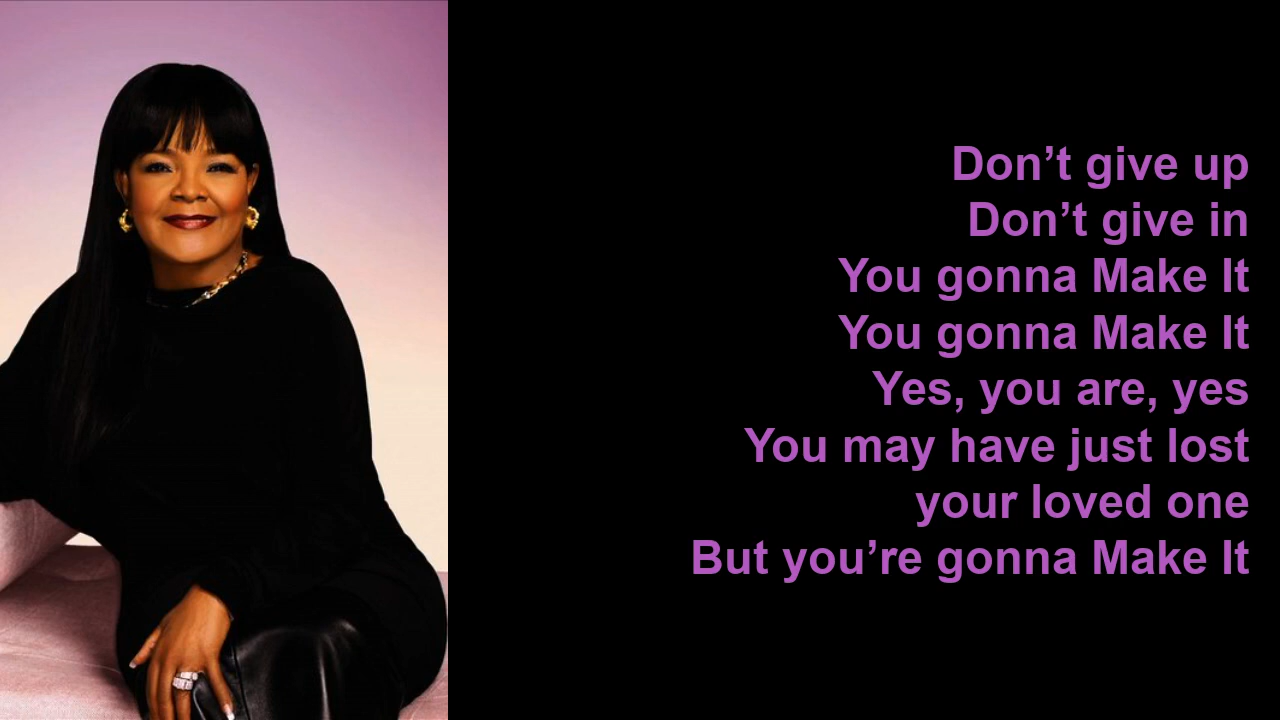 Don’t give up
Don’t give in
You gonna Make It
You gonna Make It
Yes, you are, yes
You may have just lost
your loved one
But you’re gonna Make It